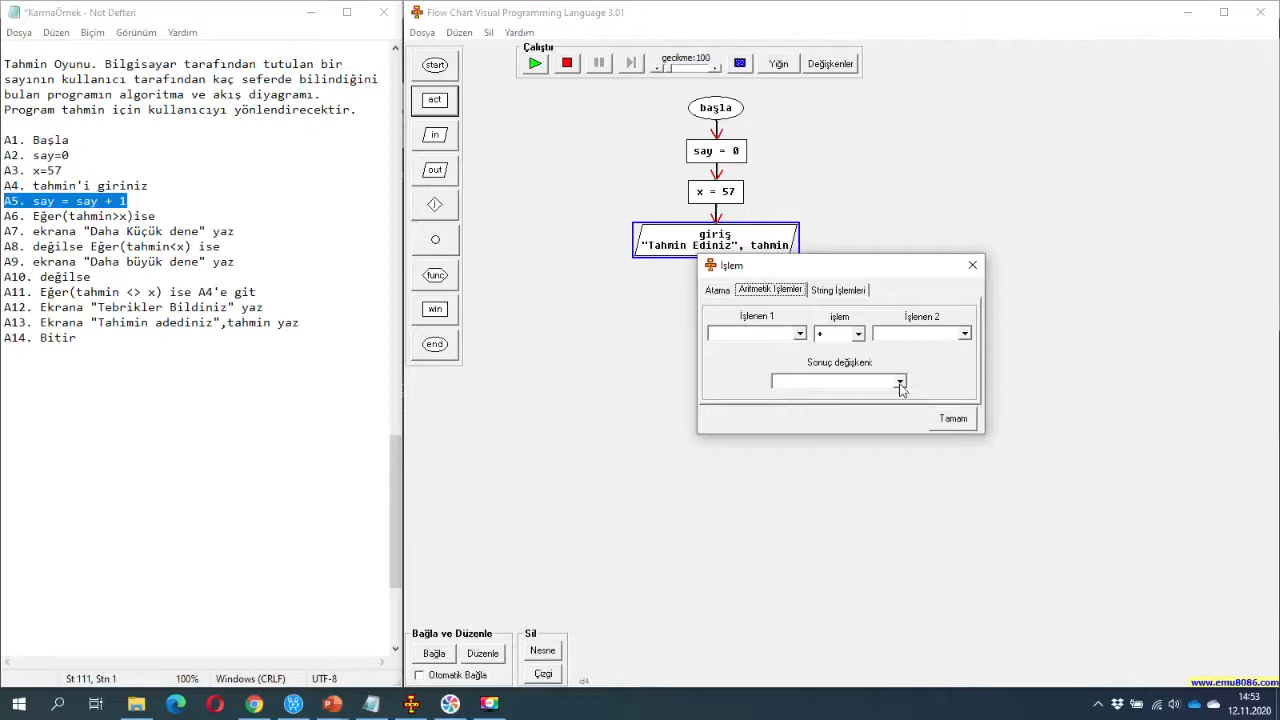 *KarmaÖrnek - Not Defteri
Dosya Düzen Biçim Görünüm Yardım
Tahmin Oyunu. Bilgisayar tarafından tutulan bir
sayının kullanıcı tarafından kaç seferde bilindiğini
bulan programın algoritma ve akış diyagramı.
Program tahmin için kullanıcıyı yönlendirecektir.
A1. Başla
A2. say=0
A3. x=57
A4. tahmin'i giriniz
A5. say = say + 1
A6. Eğer(tahmin>x)ise
A7. ekrana "Daha Küçük dene" yaz
A8. değilse Eğer(tahmin<x) ise
A9. ekrana "Daha büyük dene" yaz
A10. değilse
A11. Eğer(tahmin <> x) ise A4'e git
A12. Ekrana "Tebrikler Bildiniz" yaz
A13. Ekrana "Tahimin adediniz",tahmin yaz
A14. Bitir
St 111, Stn 1 100% Windows (CRLF) UTF-8
Flow Chart Visual Programming Language 3.01
Dosya Düzen Sil Yardım
Çalıştır
gecikme:100
Yığın
Değişkenler
start
act
in
out
func
win
end
başla
say = 0
x = 57
giriş
"Tahmin Ediniz", tahmin
İşlem
Atama Aritmetik İşlemler String İşlemleri
İşlenen 1 işlem İşlenen 2
+
Sonuç değişkeni:
Tamam
Bağla ve Düzenle
Bağla Düzenle
Otomatik Bağla
Sil
Nesne
Çizgi
www.emu8086.com
14:53
12.11.2020